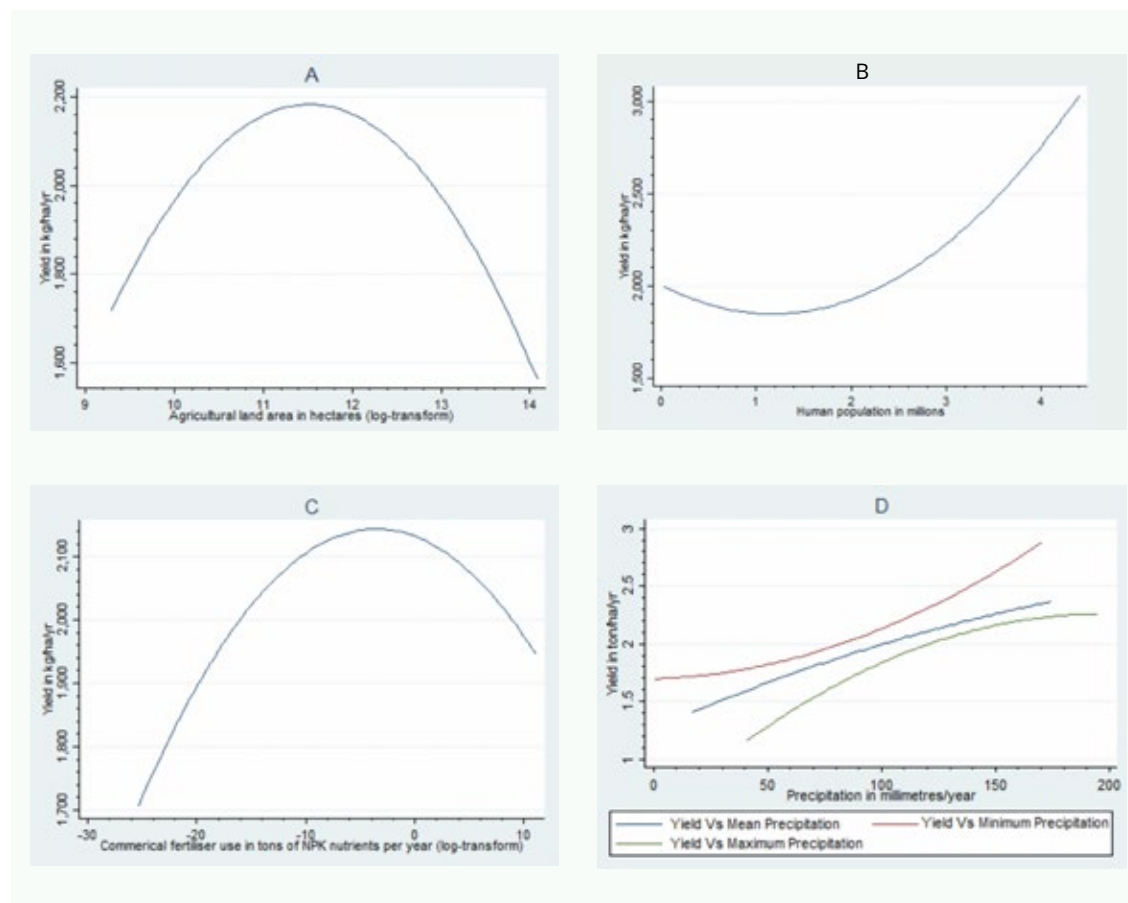 A
Yield in kg/ha/yr
2,200
2,000
1,800
1,600
9 10 11 12 13 14
Agricultural land area in hectares (log-transform)
B
Yield in kg/ha/yr
3,000
2,500
2,000
1,500
0 1 2 3 4
Human population in millions
C
Yield in kg/ha/yr
2,100
2,000
1,900
1,800
1,700
-30 -20 -10 0 10
Commerical fertiliser use in tons of NPK nutrients per year (log-transform)
D
Yield in ton/ha/yr
3
2.5
2
1.5
1
0 50 100 150 200
Precipitation in millimetres/year
Yield Vs Mean Precipitation Yield Vs Minimum Precipitation
Yield Vs Maximum Precipitation